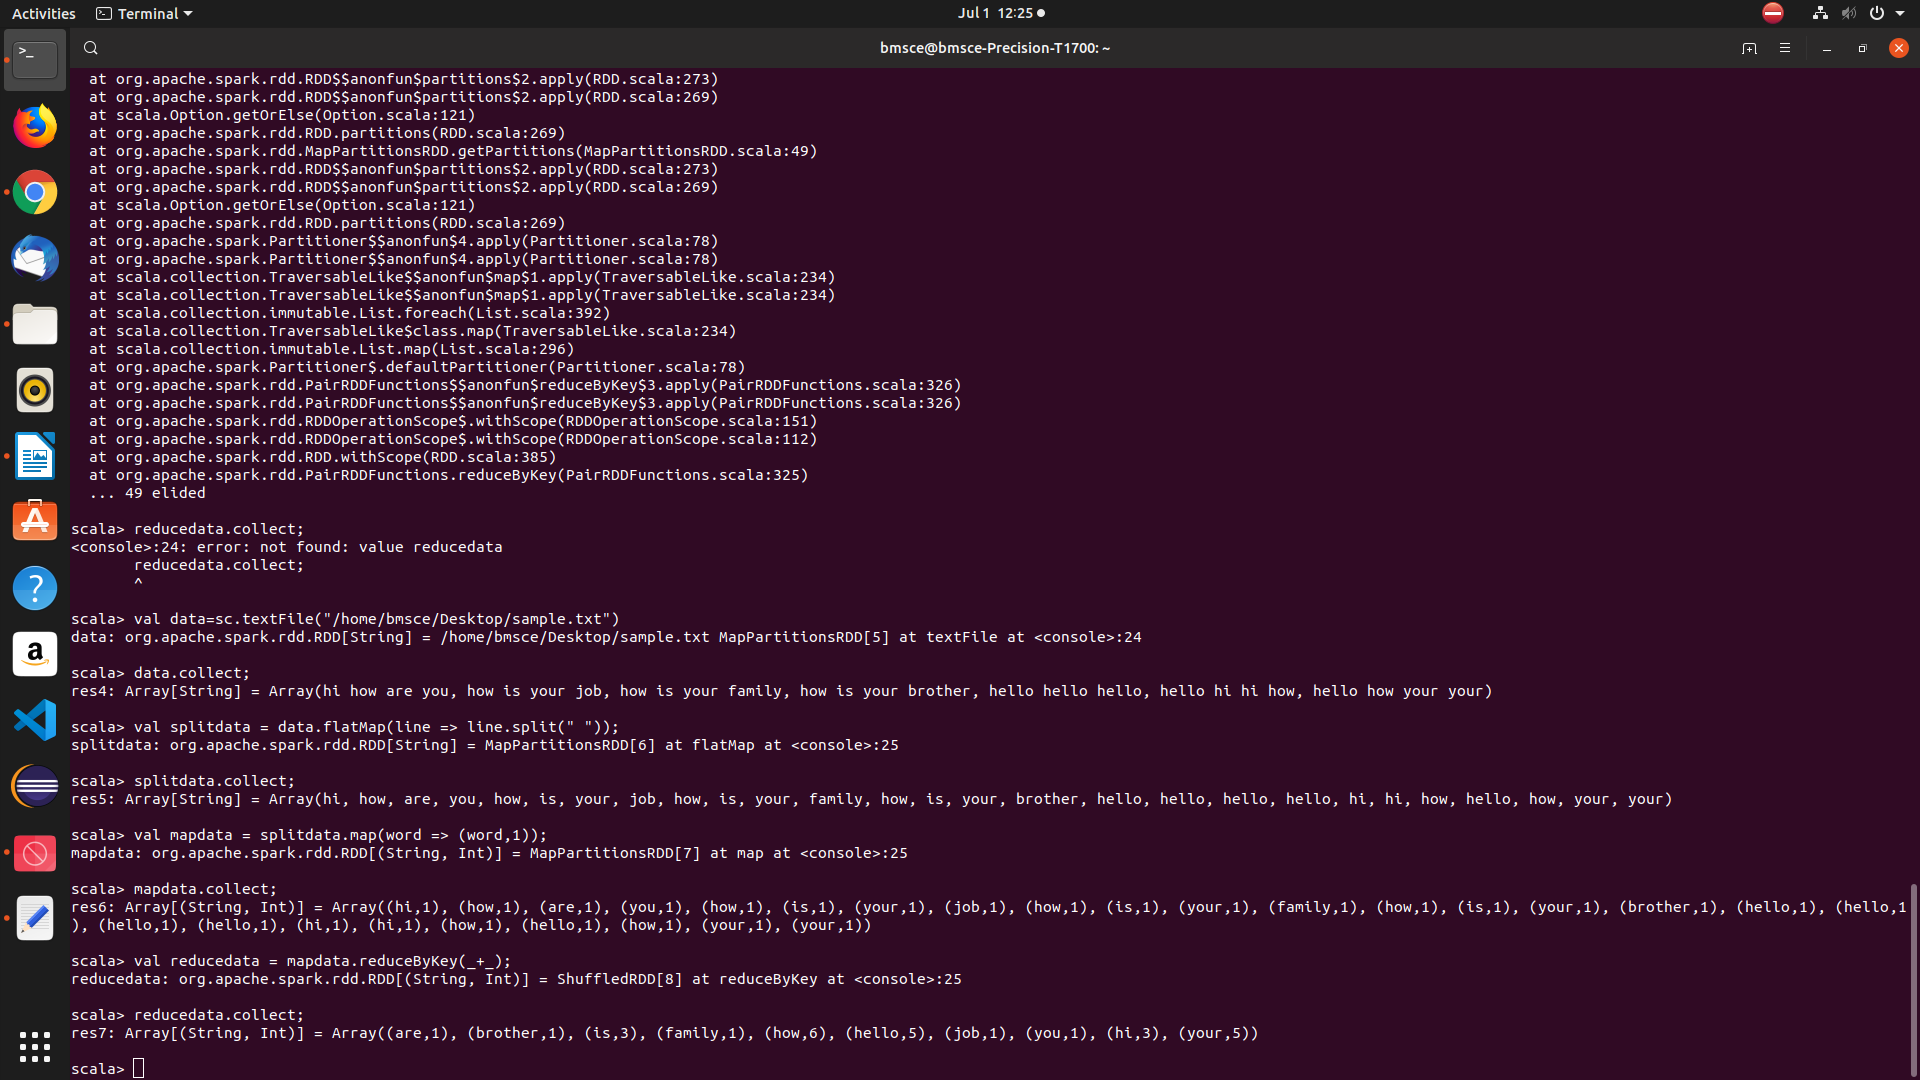 Activities
Terminal
Jul 1 12:25
bmsce@bmsce-Precision-T1700: ~
at org.apache.spark.rdd.RDD$$anonfun$partitions$2.apply(RDD.scala:273)
at org.apache.spark.rdd.RDD$$anonfun$partitions$2.apply(RDD.scala:269)
at scala.Option.getOrElse(Option.scala:121)
at org.apache.spark.rdd.RDD.partitions(RDD.scala:269)
at org.apache.spark.rdd.MapPartitionsRDD.getPartitions(MapPartitionsRDD.scala:49)
at org.apache.spark.rdd.RDD$$anonfun$partitions$2.apply(RDD.scala:273)
at org.apache.spark.rdd.RDD$$anonfun$partitions$2.apply(RDD.scala:269)
at scala.Option.getOrElse(Option.scala:121)
at org.apache.spark.rdd.RDD.partitions(RDD.scala:269)
at org.apache.spark.Partitioner$$anonfun$4.apply(Partitioner.scala:78)
at org.apache.spark.Partitioner$$anonfun$4.apply(Partitioner.scala:78)
at scala.collection.TraversableLike$$anonfun$map$1.apply(TraversableLike.scala:234)
at scala.collection.TraversableLike$$anonfun$map$1.apply(TraversableLike.scala:234)
at scala.collection.immutable.List.foreach(List.scala:392)
at scala.collection.TraversableLike$class.map(TraversableLike.scala:234)
at scala.collection.immutable.List.map(List.scala:296)
at org.apache.spark.Partitioner$.defaultPartitioner(Partitioner.scala:78)
at org.apache.spark.rdd.PairRDDFunctions$$anonfun$reduceByKey$3.apply(PairRDDFunctions.scala:326)
at org.apache.spark.rdd.PairRDDFunctions$$anonfun$reduceByKey$3.apply(PairRDDFunctions.scala:326)
at org.apache.spark.rdd.RDDOperationScope$.withScope(RDDOperationScope.scala:151)
at org.apache.spark.rdd.RDDOperationScope$.withScope(RDDOperationScope.scala:112)
at org.apache.spark.rdd.RDD.withScope(RDD.scala:385)
at org.apache.spark.rdd.PairRDDFunctions.reduceByKey(PairRDDFunctions.scala:325)
... 49 elided
scala> reducedata.collect;
<console>:24: error: not found: value reducedata
reducedata.collect;
^
scala> val data=sc.textFile("/home/bmsce/Desktop/sample.txt")
data: org.apache.spark.rdd.RDD[String] = /home/bmsce/Desktop/sample.txt MapPartitionsRDD[5] at textFile at <console>:24
scala> data.collect;
res4: Array[String] = Array(hi how are you, how is your job, how is your family, how is your brother, hello hello hello, hello hi hi how, hello how your your)
scala> val splitdata = data.flatMap(line => line.split(" "));
splitdata: org.apache.spark.rdd.RDD[String] = MapPartitionsRDD[6] at flatMap at <console>:25
scala> splitdata.collect;
res5: Array[String] = Array(hi, how, are, you, how, is, your, job, how, is, your, family, how, is, your, brother, hello, hello, hello, hello, hi, hi, how, hello, how, your, your)
scala> val mapdata = splitdata.map(word => (word,1));
mapdata: org.apache.spark.rdd.RDD[(String, Int)] = MapPartitionsRDD[7] at map at <console>:25
scala> mapdata.collect;
res6: Array[(String, Int)] = Array((hi,1), (how,1), (are,1), (you,1), (how,1), (is,1), (your,1), (job,1), (how,1), (is,1), (your,1), (family,1), (how,1), (is,1), (your,1), (brother,1), (hello,1), (hello,1
), (hello,1), (hello,1), (hi,1), (hi,1), (how,1), (hello,1), (how,1), (your,1), (your,1))
scala> val reducedata = mapdata.reduceByKey(_+_);
reducedata: org.apache.spark.rdd.RDD[(String, Int)] = ShuffledRDD[8] at reduceByKey at <console>:25
scala> reducedata.collect;
res7: Array[(String, Int)] = Array((are,1), (brother,1), (is,3), (family,1), (how,6), (hello,5), (job,1), (you,1), (hi,3), (your,5))
scala>